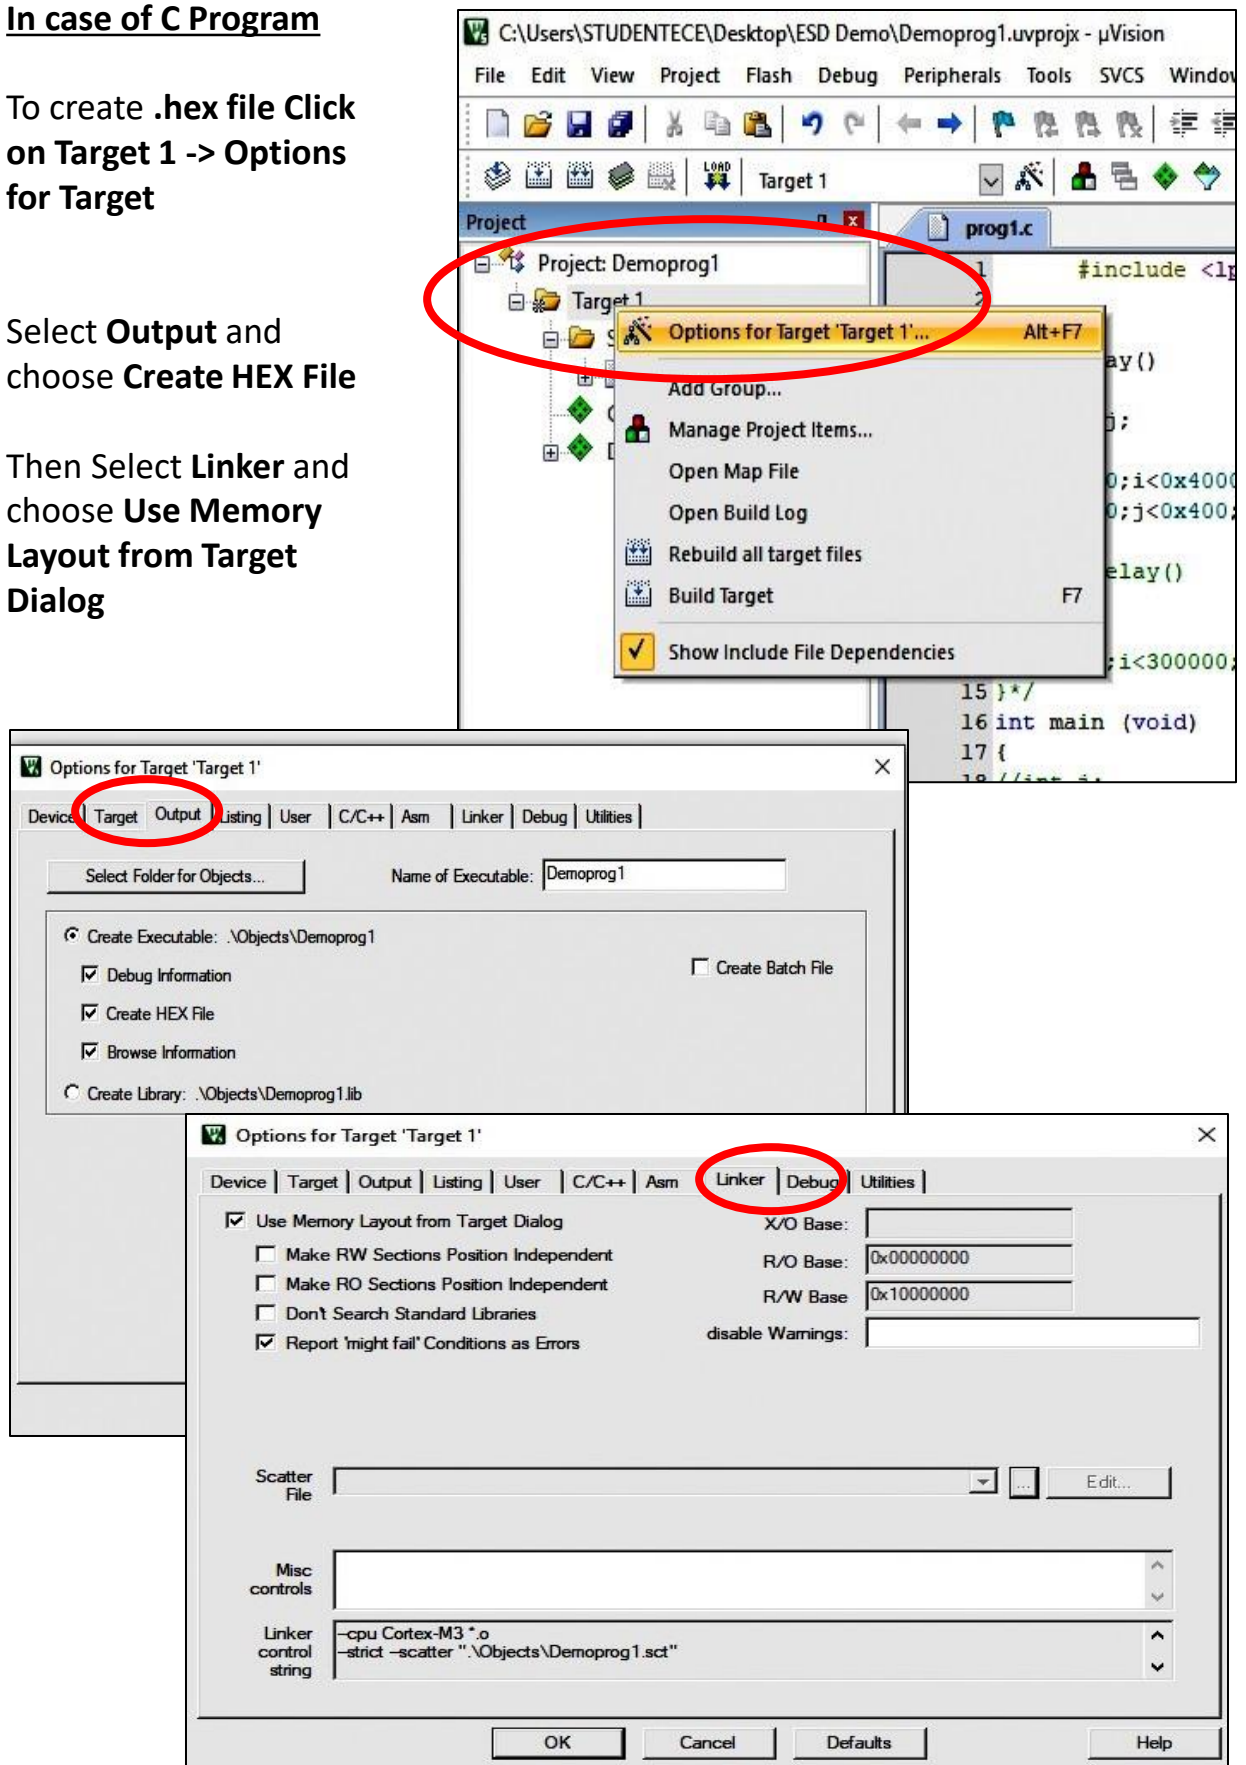 In case of C Program
To create .hex file Click
on Target 1 -> Options
for Target
Select Output and
choose Create HEX File
Then Select Linker and
choose Use Memory
Layout from Target
Dialog
C:\Users\STUDENTECE\Desktop\ESD Demo\Demoprog1.uvprojx - µVision
File Edit View Project Flash Debug Peripherals Tools SVCS Window
LOAD Target 1
Project
prog1.c
Project: Demoprog1
Target 1
1 #include <lp
2
Options for Target 'Target 1'... Alt+F7
ay()
Add Group...
Manage Project Items...
j;
Open Map File
0;i<0x4000
Open Build Log
0;j<0x400;
Rebuild all target files
elay()
Build Target F7
Show Include File Dependencies
;i<300000;
15 }*/
16 int main (void)
17 {
18 //int i;
Options for Target 'Target 1'
Device Target Output Listing User C/C++ Asm Linker Debug Utilities
Select Folder for Objects... Name of Executable: Demoprog1
Create Executable: .\Objects\Demoprog1
Debug Information Create Batch File
Create HEX File
Browse Information
Create Library: .\Objects\Demoprog1.lib
Options for Target 'Target 1'
Device Target Output Listing User C/C++ Asm Linker Debug Utilities
Use Memory Layout from Target Dialog X/O Base:
Make RW Sections Position Independent R/O Base: 0x00000000
Make RO Sections Position Independent R/W Base 0x10000000
Don't Search Standard Libraries
Report 'might fail' Conditions as Errors disable Warnings:
Scatter
File ... Edit...
Misc
controls
Linker
control
string
--cpu Cortex-M3 *.o
--strict --scatter ".\Objects\Demoprog1.sct"
OK Cancel Defaults Help